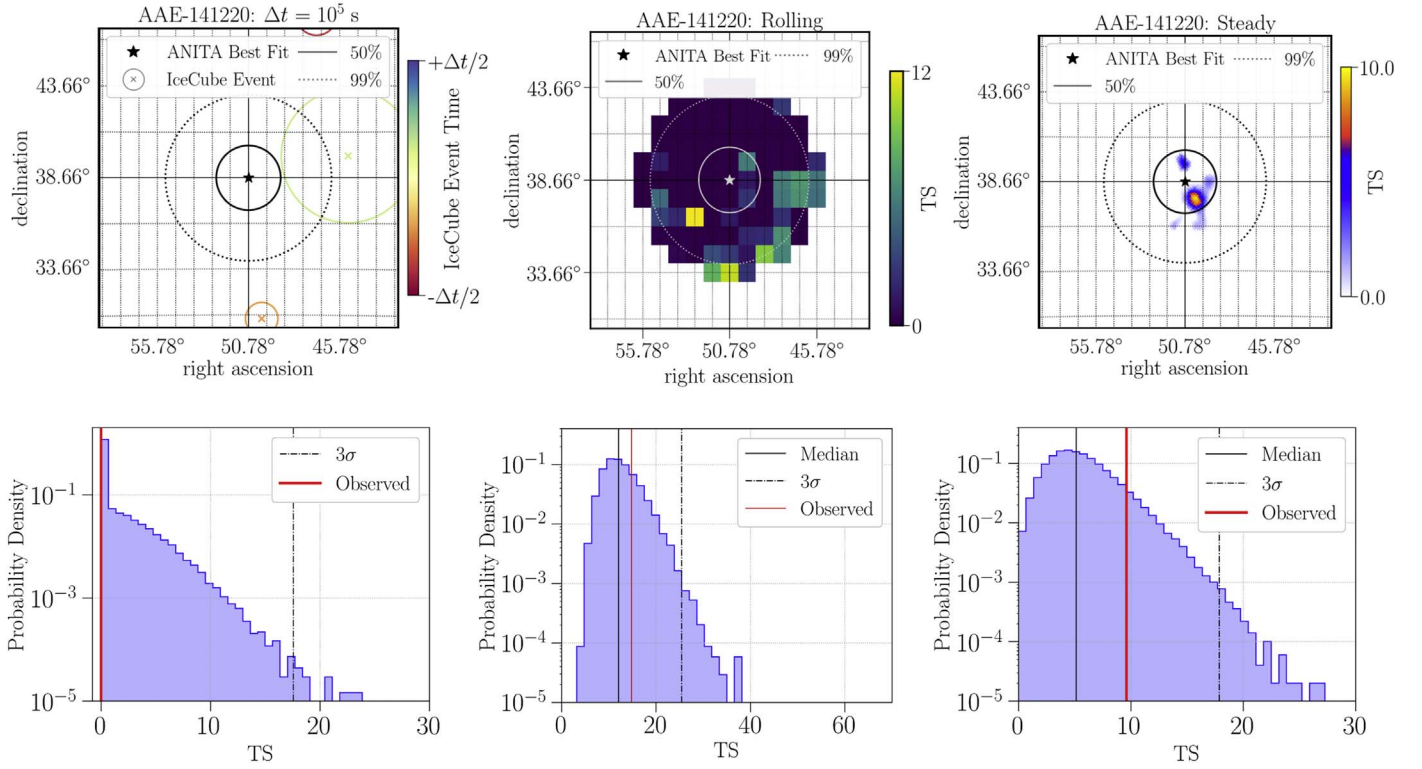 AAE-141220: Δt = 10⁵ s
ANITA Best Fit
50%
IceCube Event
99%
43.66°
38.66°
33.66°
declination
55.78°
50.78°
45.78°
right ascension
+Δt/2
-Δt/2
IceCube Event Time
AAE-141220: Rolling
ANITA Best Fit
99%
50%
43.66°
38.66°
33.66°
declination
55.78°
50.78°
45.78°
right ascension
12
0
TS
AAE-141220: Steady
ANITA Best Fit
99%
50%
43.66°
38.66°
33.66°
declination
55.78°
50.78°
45.78°
right ascension
10.0
0.0
TS
3σ
Observed
10⁻¹
10⁻³
10⁻⁵
Probability Density
0
10
20
30
TS
Median
3σ
Observed
10⁻¹
10⁻²
10⁻³
10⁻⁴
10⁻⁵
Probability Density
0
20
40
60
TS
Median
3σ
Observed
10⁻¹
10⁻²
10⁻³
10⁻⁴
10⁻⁵
Probability Density
0
10
20
30
TS